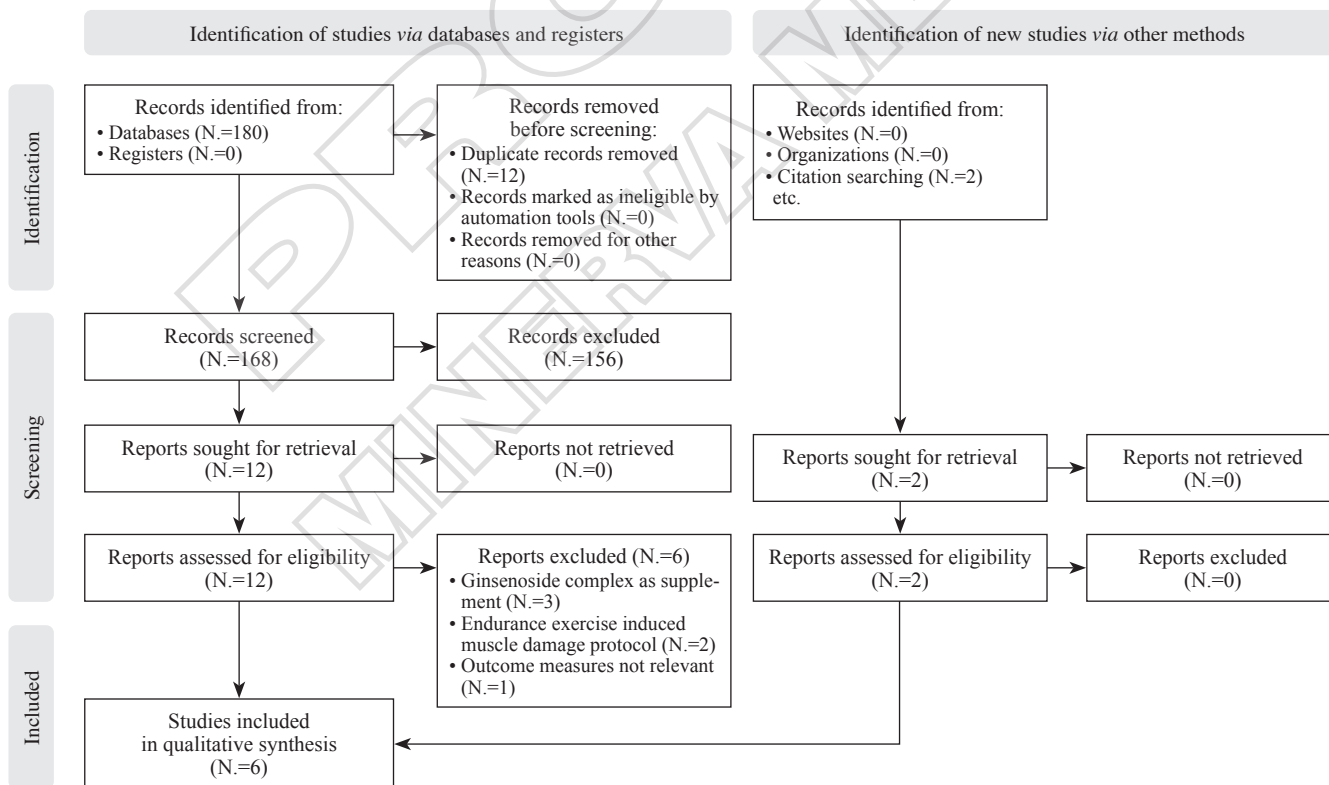 Identification of studies via databases and registers
Identification of new studies via other methods
Identification
Records identified from:
• Databases (N.=180)
• Registers (N.=0)
Records removed
before screening:
• Duplicate records removed
(N.=12)
• Records marked as ineligible by
automation tools (N.=0)
• Records removed for other
reasons (N.=0)
Records identified from:
• Websites (N.=0)
• Organizations (N.=0)
• Citation searching (N.=2)
etc.
Screening
Records screened
(N.=168)
Records excluded
(N.=156)
Reports sought for retrieval
(N.=12)
Reports not retrieved
(N.=0)
Reports sought for retrieval
(N.=2)
Reports not retrieved
(N.=0)
Reports assessed for eligibility
(N.=12)
Reports excluded (N.=6)
• Ginsenoside complex as supple-
ment (N.=3)
• Endurance exercise induced
muscle damage protocol (N.=2)
• Outcome measures not relevant
(N.=1)
Reports assessed for eligibility
(N.=2)
Reports excluded
(N.=0)
Included
Studies included
in qualitative synthesis
(N.=6)
MINERVA